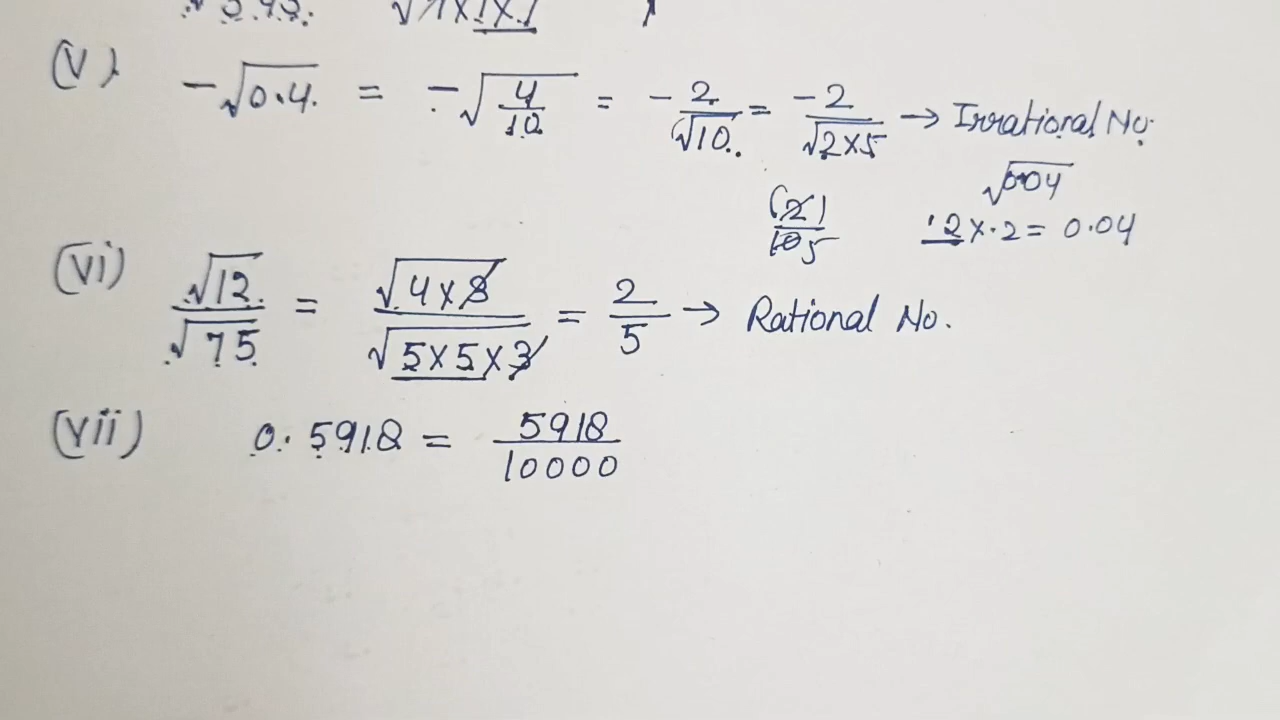 (v) -√0.4 = -√4/10 = -2/√10 = -2/√2×5 → Irrational No.
√0.04
(2)/10 5 .2×.2 = 0.04
(vi) √12/√75 = √4×3/√5×5×3 = 2/5 → Rational No.
(vii) 0.5918 = 5918/10000